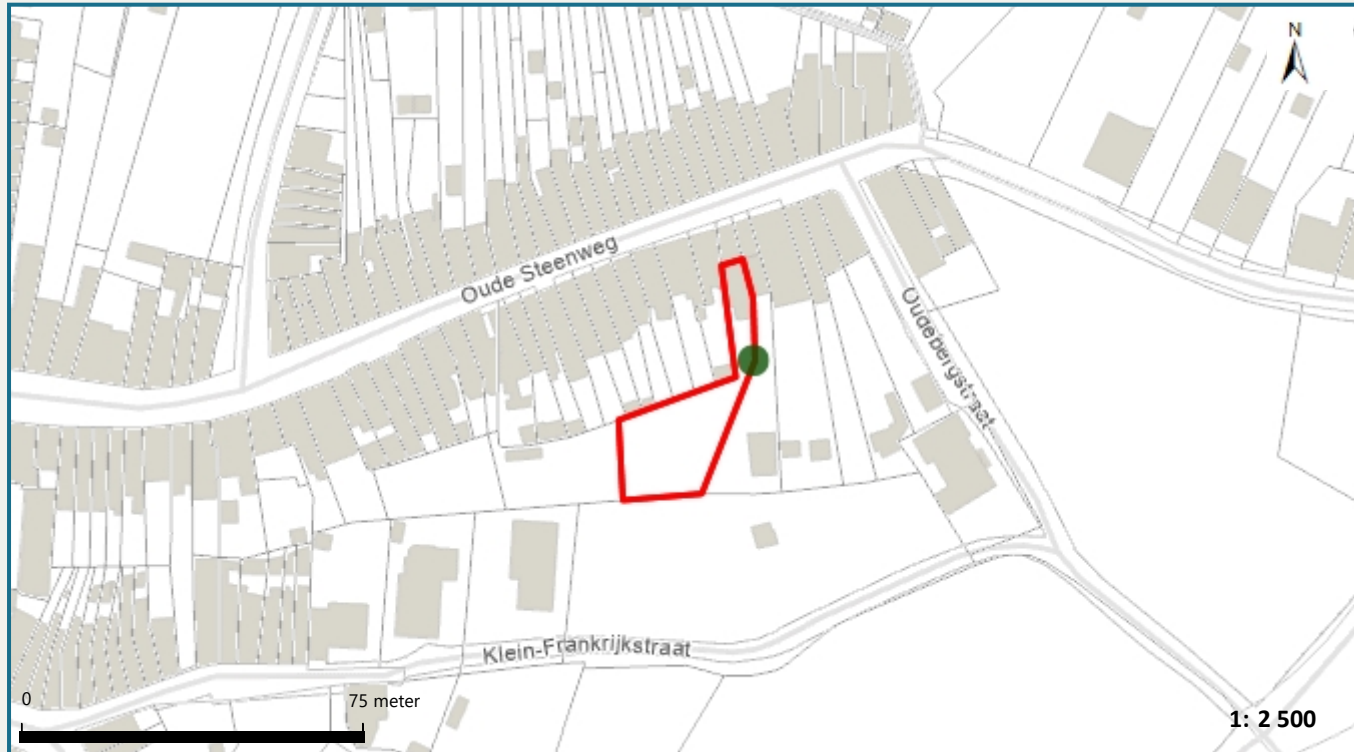 N
Oude Steenweg
Oudebergstraat
Klein-Frankrijkstraat
0
75 meter
1: 2 500